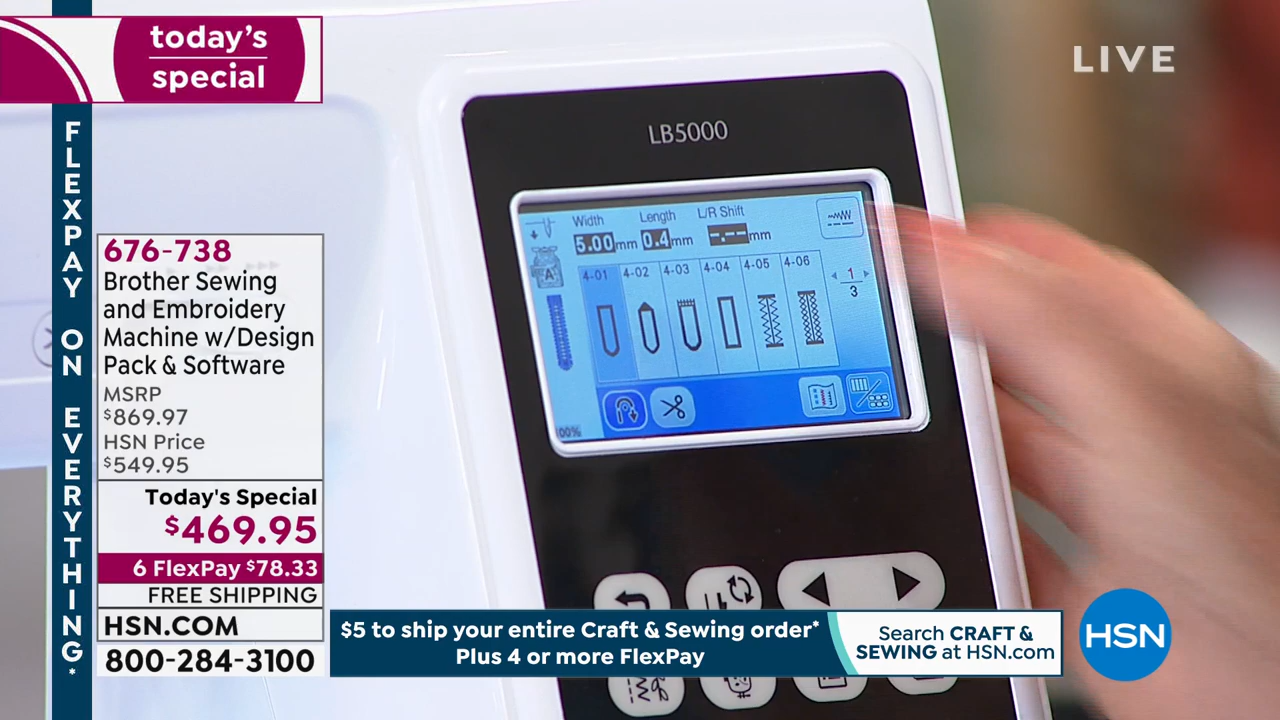 today's
special
LIVE
FLEXPAY ON EVERYTHING*
676-738
Brother Sewing
and Embroidery
Machine w/Design
Pack & Software
MSRP
$869.97
HSN Price
$549.95
Today's Special
$469.95
6 FlexPay $78.33
FREE SHIPPING
HSN.COM
800-284-3100
LB5000
Width Length L/R Shift
5.00mm 0.4mm -.--mm
4-01 4-02 4-03 4-04 4-05 4-06
A
1
3
00%
$5 to ship your entire Craft & Sewing order*
Plus 4 or more FlexPay
Search CRAFT &
SEWING at HSN.com
HSN